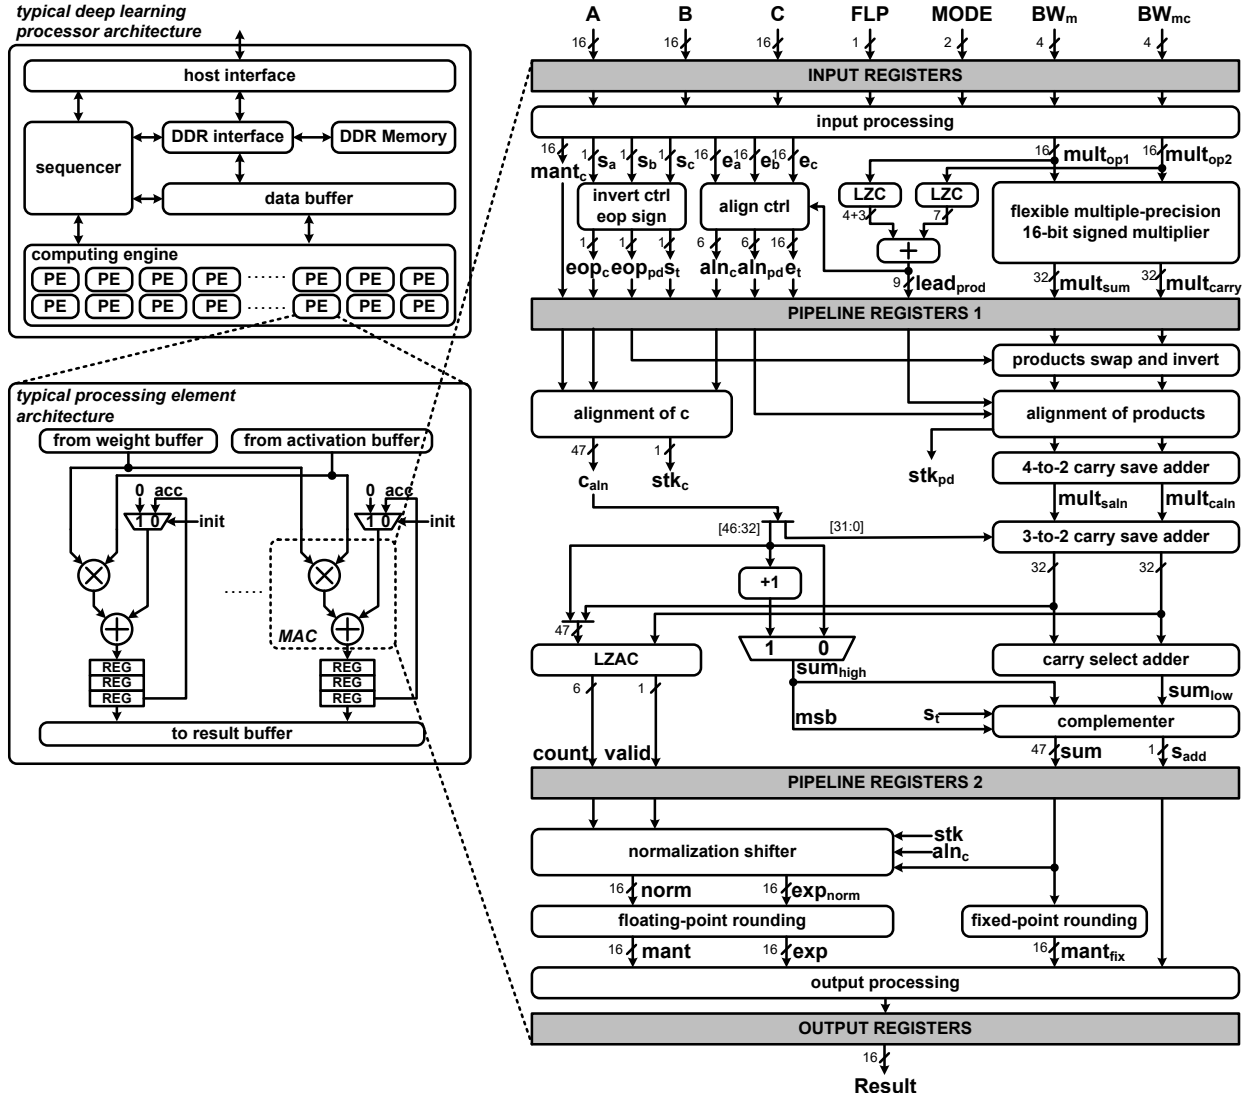 typical deep learning
processor architecture
host interface
sequencer
DDR interface
DDR Memory
data buffer
computing engine
PE PE PE PE ...... PE PE PE
PE PE PE PE ...... PE PE PE
typical processing element
architecture
from weight buffer
from activation buffer
0 acc
1 0
init
0 acc
1 0
init
......
MAC
REG
REG
REG
REG
REG
REG
to result buffer
A B C FLP MODE BWm BWmc
16 16 16 1 2 4 4
INPUT REGISTERS
input processing
16 1 1 1 16 16 16 16 16
mantc sa sb sc ea eb ec multop1 multop2
invert ctrl
eop sign
align ctrl
LZC
LZC
4+3 7
+
flexible multiple-precision
16-bit signed multiplier
1 1 1 6 6 16 9 32 32
eopc eoppd st alnc alnpd et leadprod multsum multcarry
PIPELINE REGISTERS 1
products swap and invert
alignment of c
alignment of products
47 1
caln stkc
stkpd
4-to-2 carry save adder
multsaln multcaln
[46:32] [31:0]
3-to-2 carry save adder
32 32
+1
47
1 0
LZAC
sumhigh
carry select adder
6 1
sumlow
msb
st
complementer
count valid
47 sum 1 sadd
PIPELINE REGISTERS 2
normalization shifter
stk
alnc
16 norm 16 expnorm
floating-point rounding
fixed-point rounding
16 mant 16 exp 16 mantfix
output processing
OUTPUT REGISTERS
16
Result